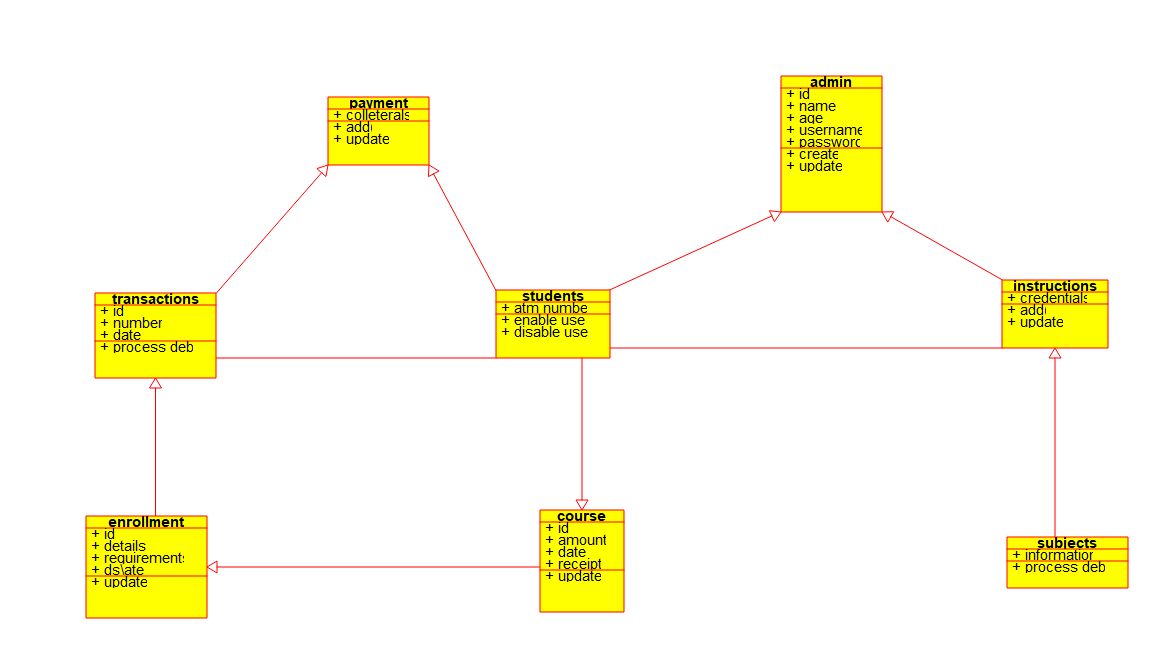 payment
+ colleterals
+ add
+ update
admin
+ id
+ name
+ age
+ username
+ password
+ create
+ update
transactions
+ id
+ number
+ date
+ process deb
students
+ atm numbe
+ enable use
+ disable use
instructions
+ credentials
+ add
+ update
enrollment
+ id
+ details
+ requirements
+ ds\ate
+ update
course
+ id
+ amount
+ date
+ receipt
+ update
subjects
+ information
+ process deb